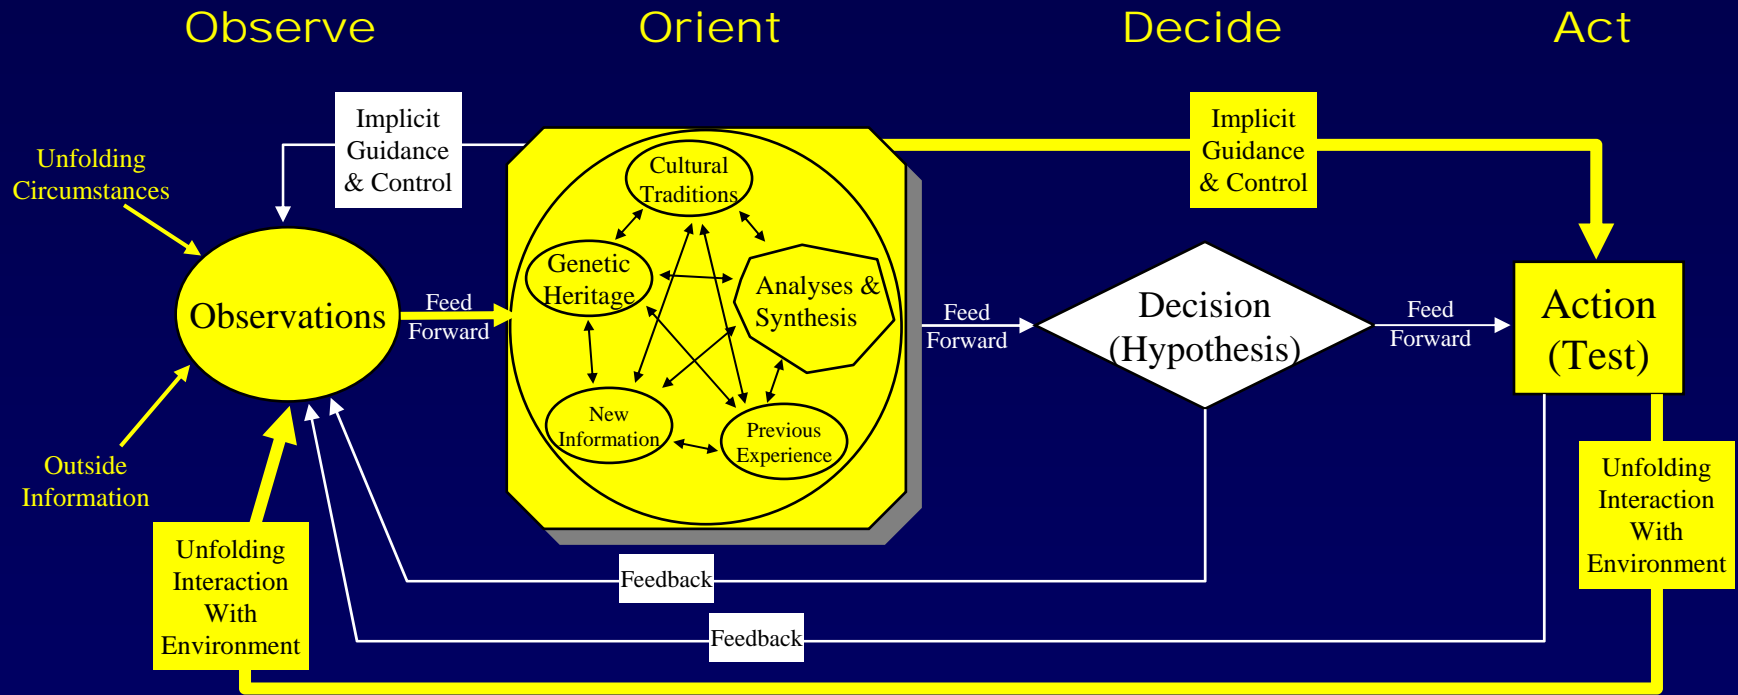 Observe
Orient
Decide
Act
Implicit
Guidance
& Control
Implicit
Guidance
& Control
Unfolding
Circumstances
Cultural
Traditions
Genetic
Heritage
Analyses &
Synthesis
Observations
Feed
Forward
Feed
Forward
Decision
(Hypothesis)
Feed
Forward
Action
(Test)
New
Information
Previous
Experience
Outside
Information
Unfolding
Interaction
With
Environment
Unfolding
Interaction
With
Environment
Feedback
Feedback